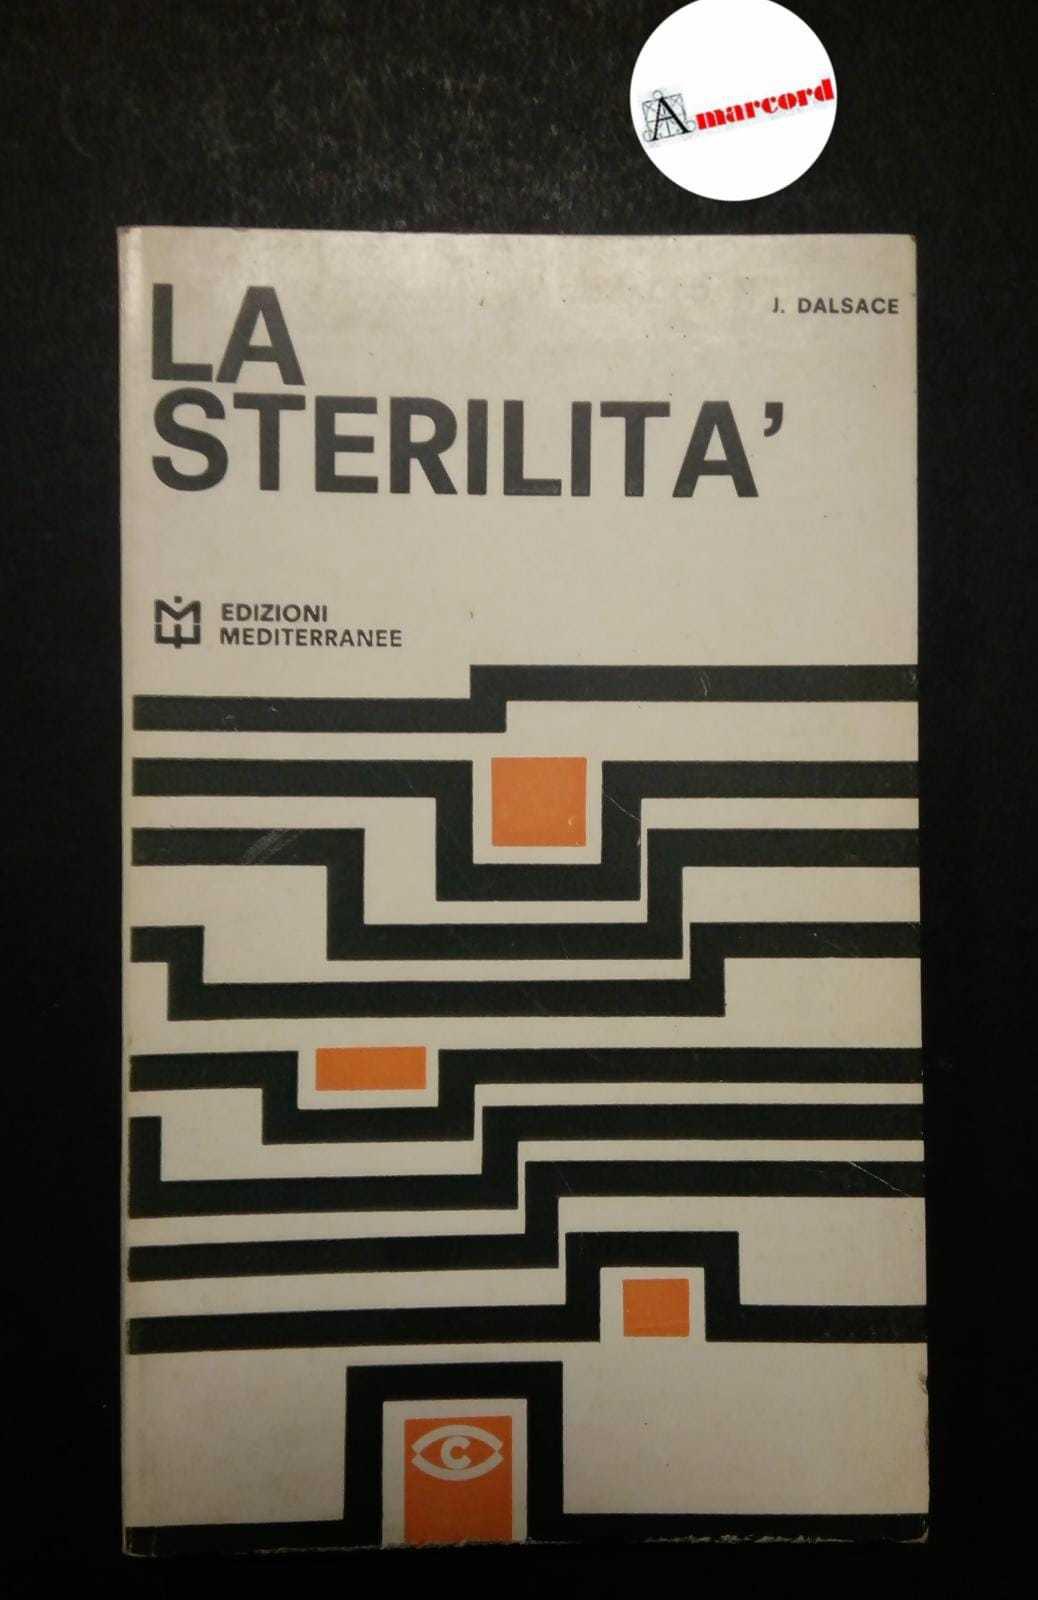 Amarcord
LA
STERILITA'
J. DALSACE
EDIZIONI
MEDITERRANEE
C